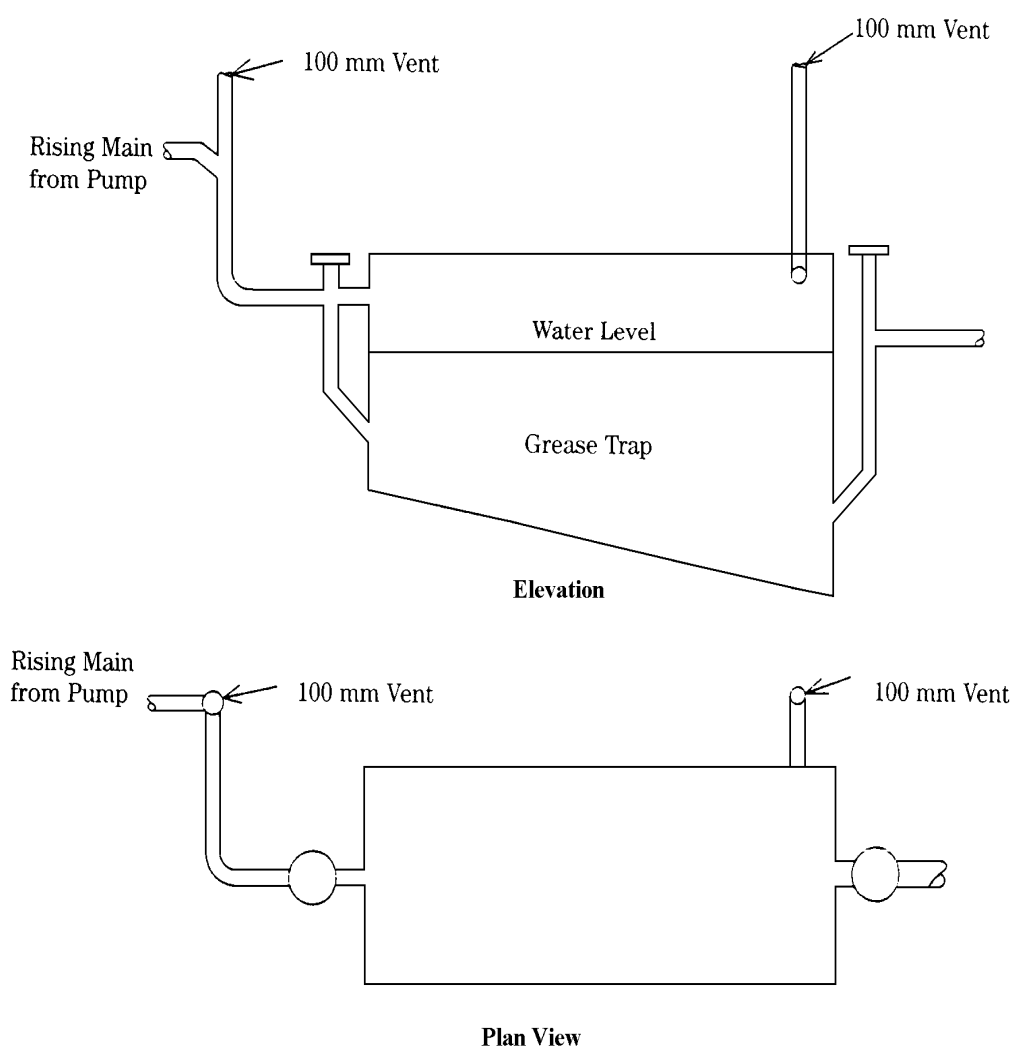 100 mm Vent
100 mm Vent
Rising Main
from Pump
Water Level
Grease Trap
Elevation
Rising Main
from Pump
100 mm Vent
100 mm Vent
Plan View